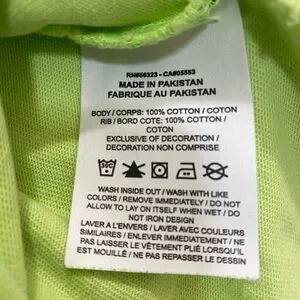 RN#56323 - CA#05553
MADE IN PAKISTAN
FABRIQUE AU PAKISTAN
BODY / CORPS: 100% COTTON / COTON
RIB / BORD COTE: 100% COTTON /
COTON
EXCLUSIVE OF DECORATION /
DECORATION NON COMPRISE
WASH INSIDE OUT / WASH WITH LIKE
COLORS / REMOVE IMMEDIATELY / DO NOT
ALLOW TO LAY ON ITSELF WHEN WET / DO
NOT IRON DESIGN
LAVER A L'ENVERS / LAVER AVEC COULEURS
SIMILAIRES / ENLEVER IMMEDIATEMENT / NE
PAS LAISSER LE VÊTEMENT PLIÉ LORSQU'IL
EST MOUILLÉ / NE PAS REPASSER LE DESSIN